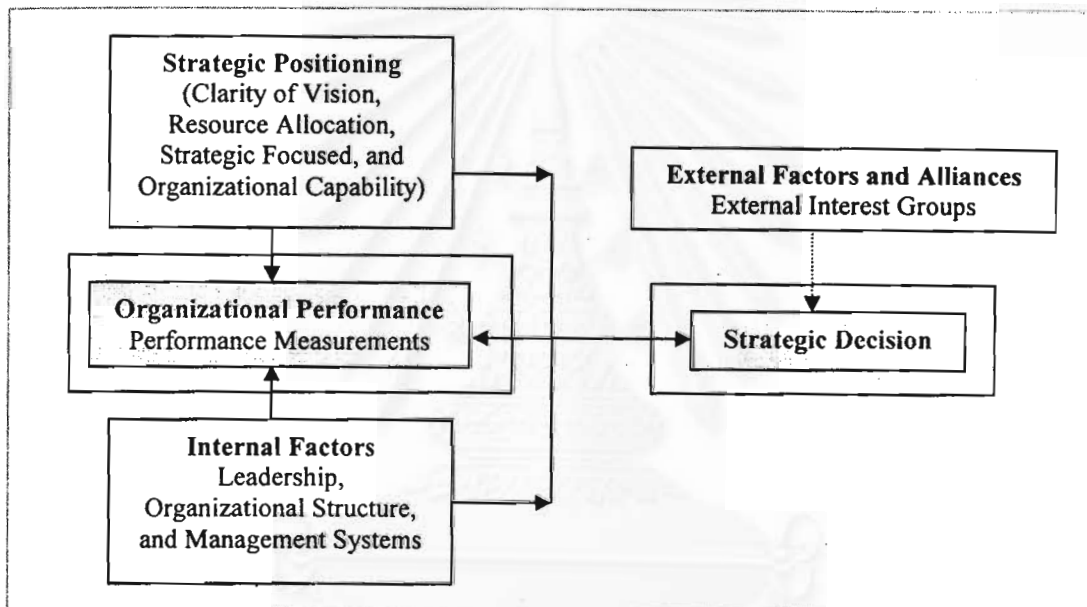 Strategic Positioning
(Clarity of Vision,
Resource Allocation,
Strategic Focused, and
Organizational Capability)
External Factors and Alliances
External Interest Groups
Organizational Performance
Performance Measurements
Strategic Decision
Internal Factors
Leadership,
Organizational Structure,
and Management Systems